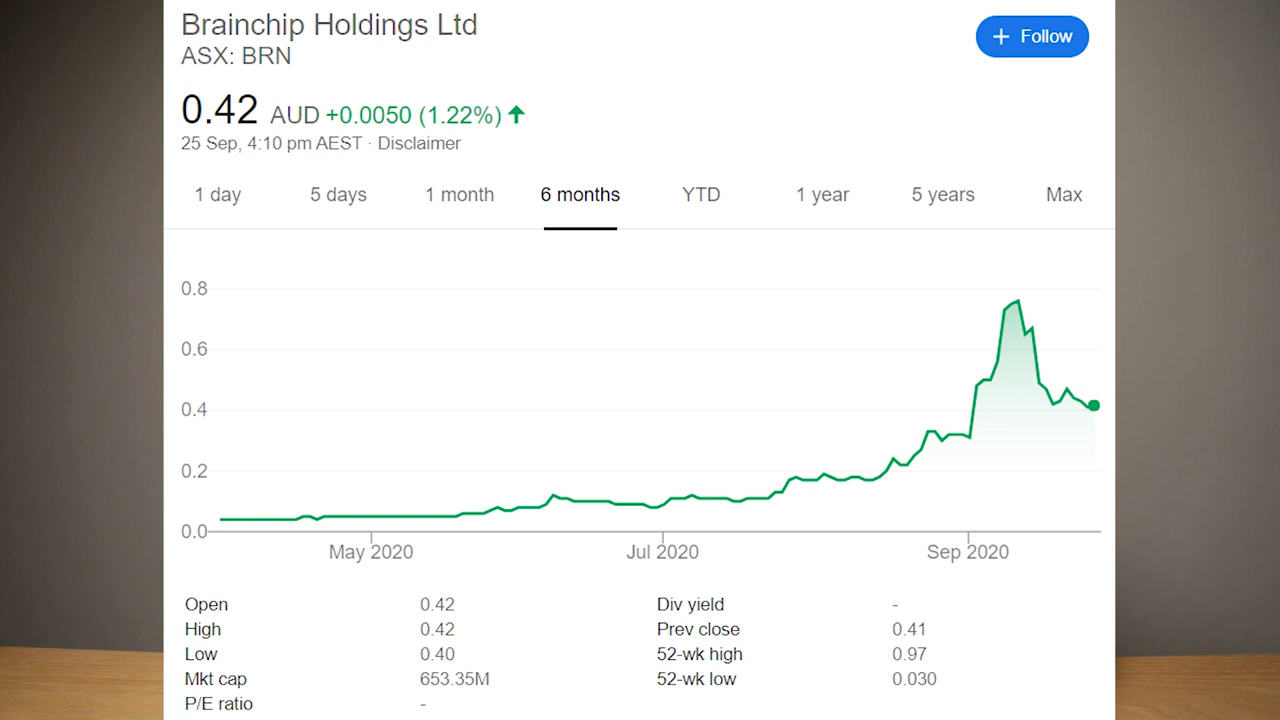 Brainchip Holdings Ltd
ASX: BRN
+ Follow
0.42 AUD +0.0050 (1.22%)
25 Sep, 4:10 pm AEST · Disclaimer
1 day 5 days 1 month 6 months YTD 1 year 5 years Max
0.8
0.6
0.4
0.2
0.0
May 2020 Jul 2020 Sep 2020
Open 0.42 Div yield -
High 0.42 Prev close 0.41
Low 0.40 52-wk high 0.97
Mkt cap 653.35M 52-wk low 0.030
P/E ratio -